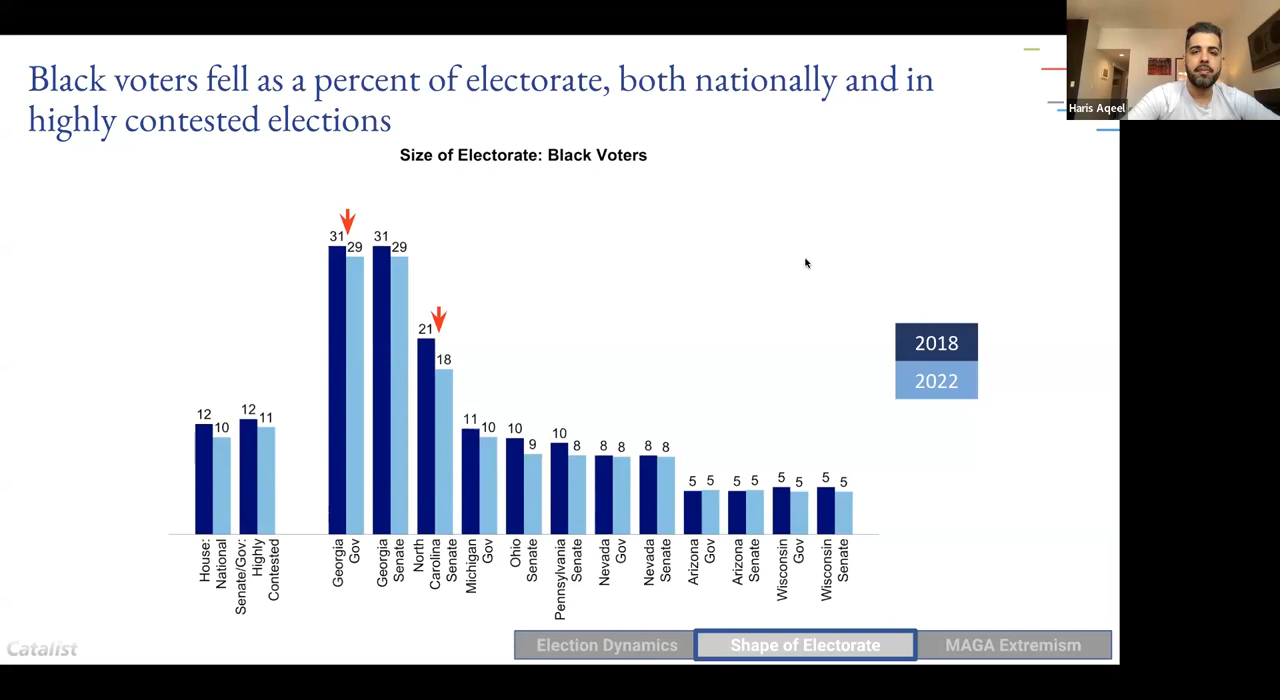 Black voters fell as a percent of electorate, both nationally and in
highly contested elections
Haris Aqeel
Size of Electorate: Black Voters
31
29
31
29
21
18
12
10
12
11
11
10
10
9
10
8
8
8
8
8
5
5
5
5
5
5
5
5
2018
2022
House:
National
Senate/Gov:
Highly
Contested
Georgia
Gov
Georgia
Senate
North
Carolina
Senate
Michigan
Gov
Ohio
Senate
Pennsylvania
Senate
Nevada
Gov
Nevada
Senate
Arizona
Gov
Arizona
Senate
Wisconsin
Gov
Wisconsin
Senate
Catalist
Election Dynamics
Shape of Electorate
MAGA Extremism